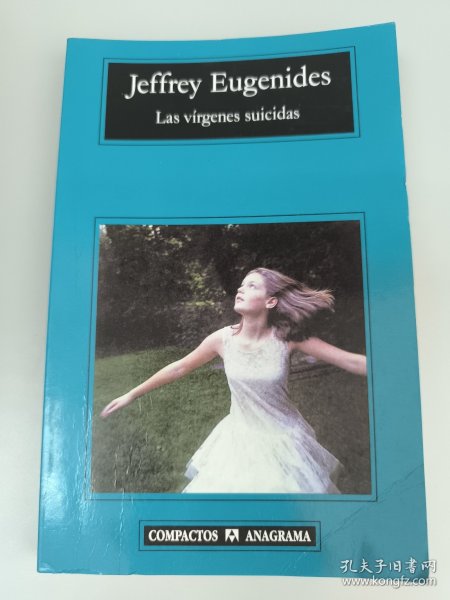 Jeffrey Eugenides
Las vírgenes suicidas
COMPACTOS ANAGRAMA
孔夫子旧书网
www.kongfz.com